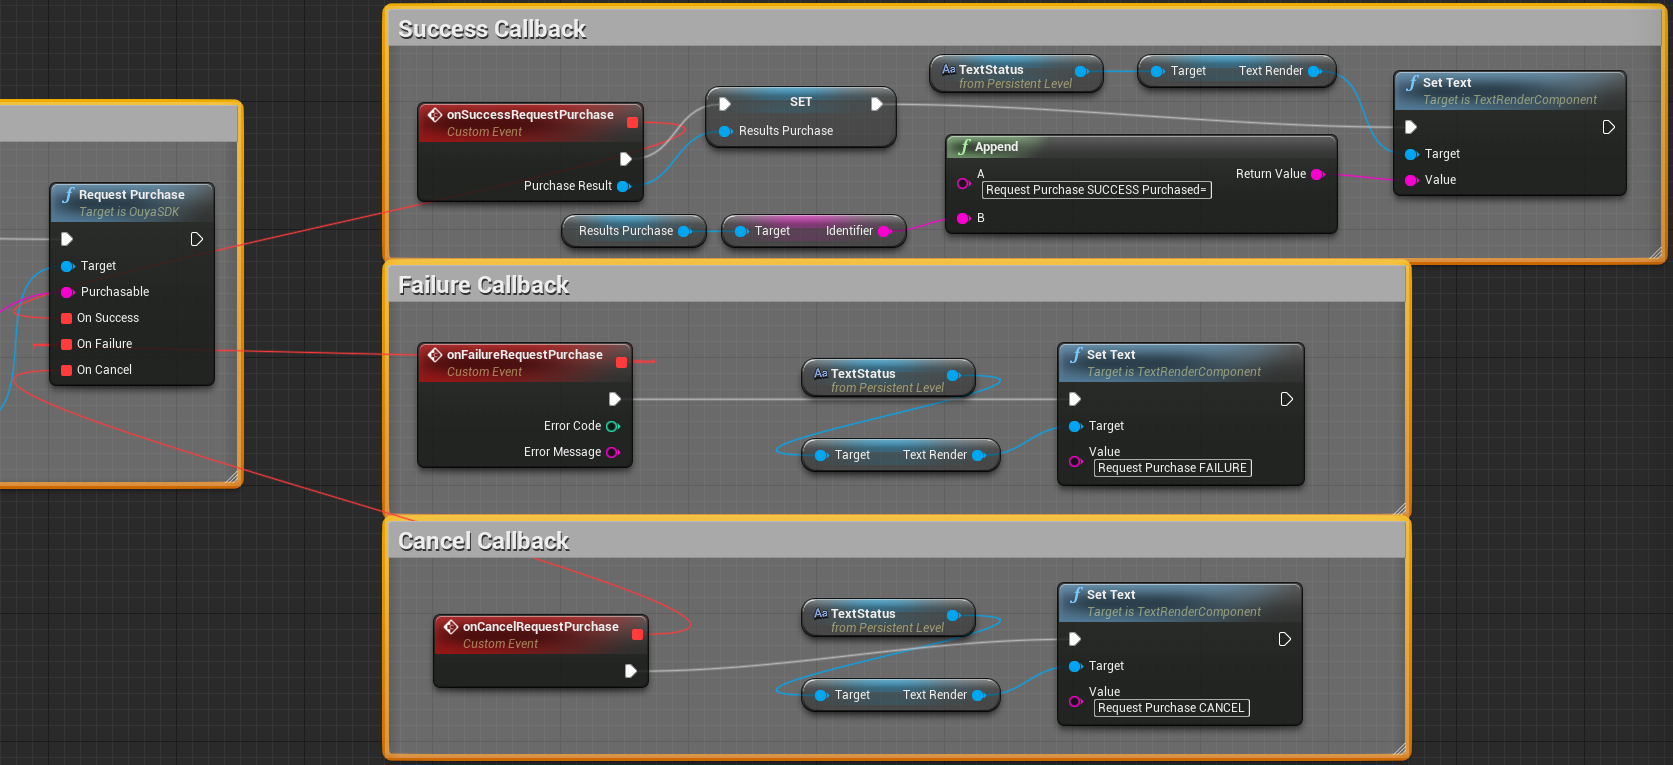 Request Purchase
Target is OuyaSDK
Target
Purchasable
On Success
On Failure
On Cancel
Success Callback
onSuccessRequestPurchase
Custom Event
Purchase Result
SET
Results Purchase
Results Purchase
Target Identifier
TextStatus
from Persistent Level
Target Text Render
Append
A
Request Purchase SUCCESS Purchased=
B
Return Value
Set Text
Target is TextRenderComponent
Target
Value
Failure Callback
onFailureRequestPurchase
Custom Event
Error Code
Error Message
TextStatus
from Persistent Level
Target Text Render
Set Text
Target is TextRenderComponent
Target
Value
Request Purchase FAILURE
Cancel Callback
onCancelRequestPurchase
Custom Event
TextStatus
from Persistent Level
Target Text Render
Set Text
Target is TextRenderComponent
Target
Value
Request Purchase CANCEL